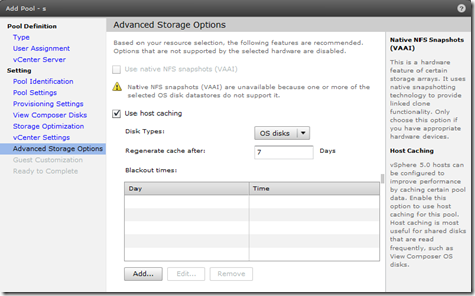 Add Pool - s
Pool Definition
Type
User Assignment
vCenter Server
Setting
Pool Identification
Pool Settings
Provisioning Settings
View Composer Disks
Storage Optimization
vCenter Settings
Advanced Storage Options
Guest Customization
Ready to Complete
Advanced Storage Options
Based on your resource selection, the following features are recommended.
Options that are not supported by the selected hardware are disabled.
Use native NFS snapshots (VAAI)
Native NFS snapshots (VAAI) are unavailable because one or more of the
selected OS disk datastores do not support it.
Use host caching
Disk Types: OS disks
Regenerate cache after: 7 Days
Blackout times:
Day Time
Add... Edit... Remove
Native NFS Snapshots
(VAAI)
This is a hardware
feature of certain storage
arrays. It uses native
snapshotting technology
to provide linked clone
functionality. Only
choose this option if you
have appropriate
hardware devices.
Host Caching
vSphere 5.0 hosts can be
configured to improve
performance by caching
certain pool data. Enable
this option to use host
caching for this pool.
Host caching is most
useful for shared disks
that are read frequently,
such as View Composer
OS disks.